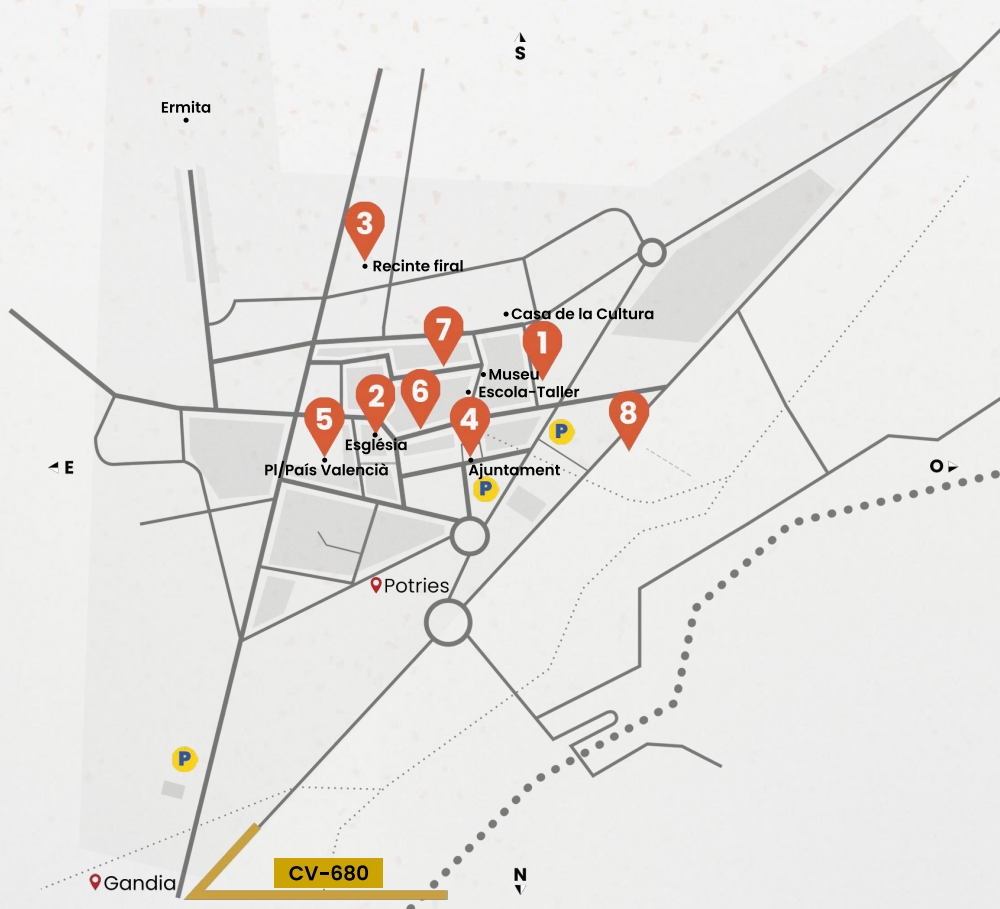 S
Ermita
3
Recinte firal
Casa de la Cultura
7
1
Museu
Escola-Taller
2
6
5
4
8
P
Església
E
Pl/País Valencià
Ajuntament
O
P
Potries
P
CV-680
N
Gandia